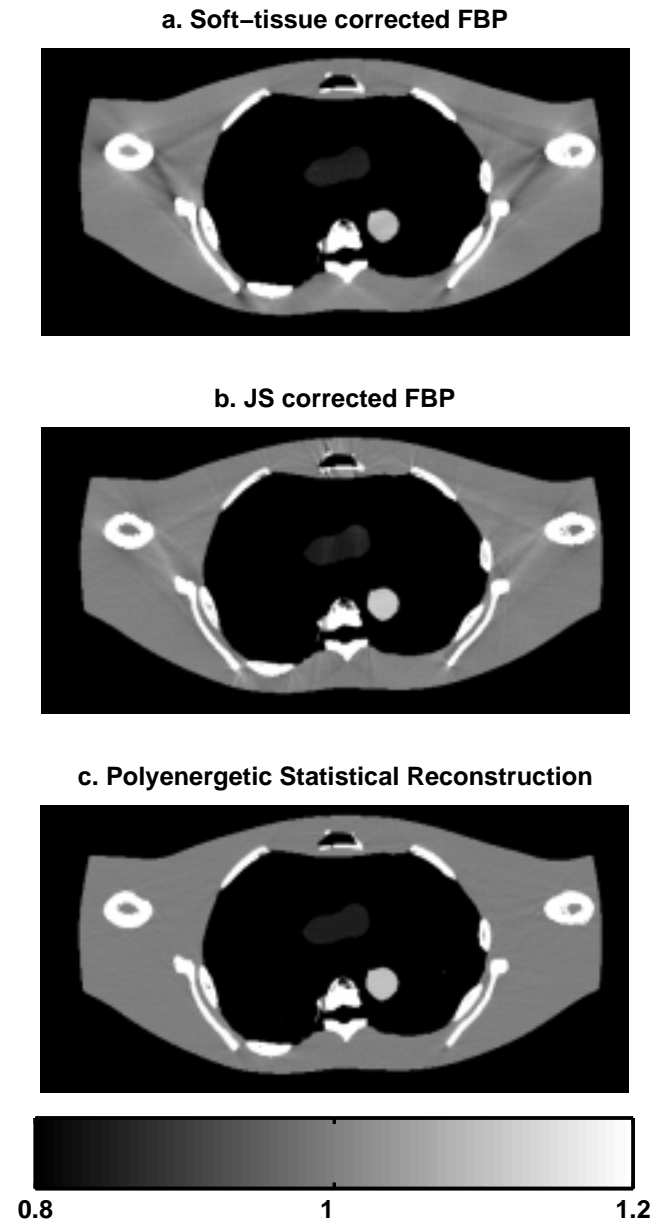 a. Soft−tissue corrected FBP
b. JS corrected FBP
c. Polyenergetic Statistical Reconstruction
0.8 1 1.2